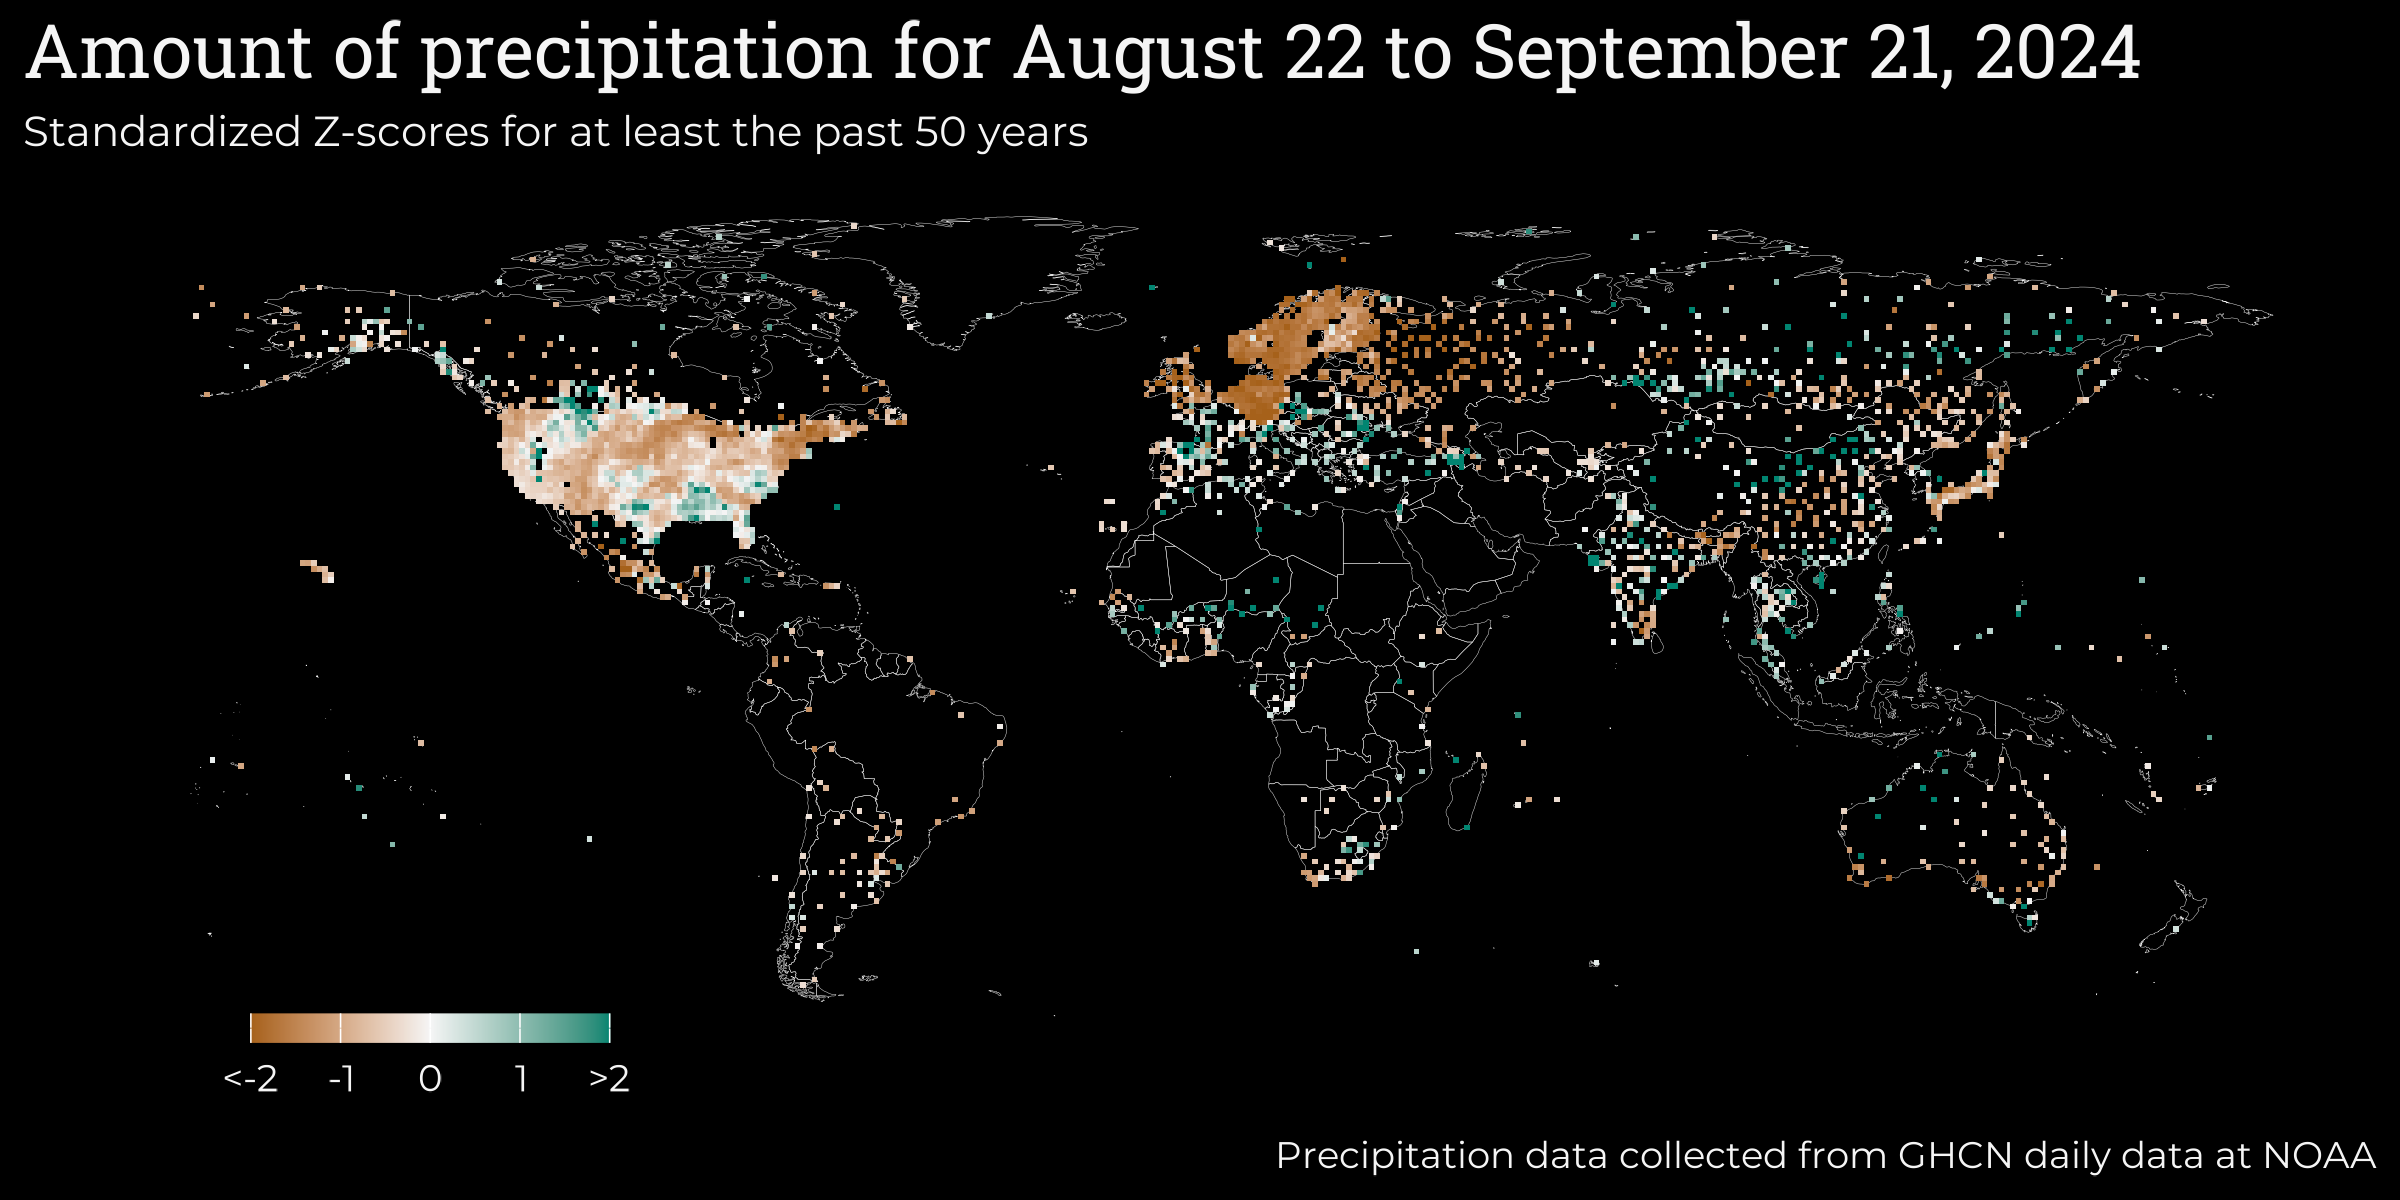 Amount of precipitation for August 22 to September 21, 2024
Standardized Z-scores for at least the past 50 years
<-2 -1 0 1 >2
Precipitation data collected from GHCN daily data at NOAA